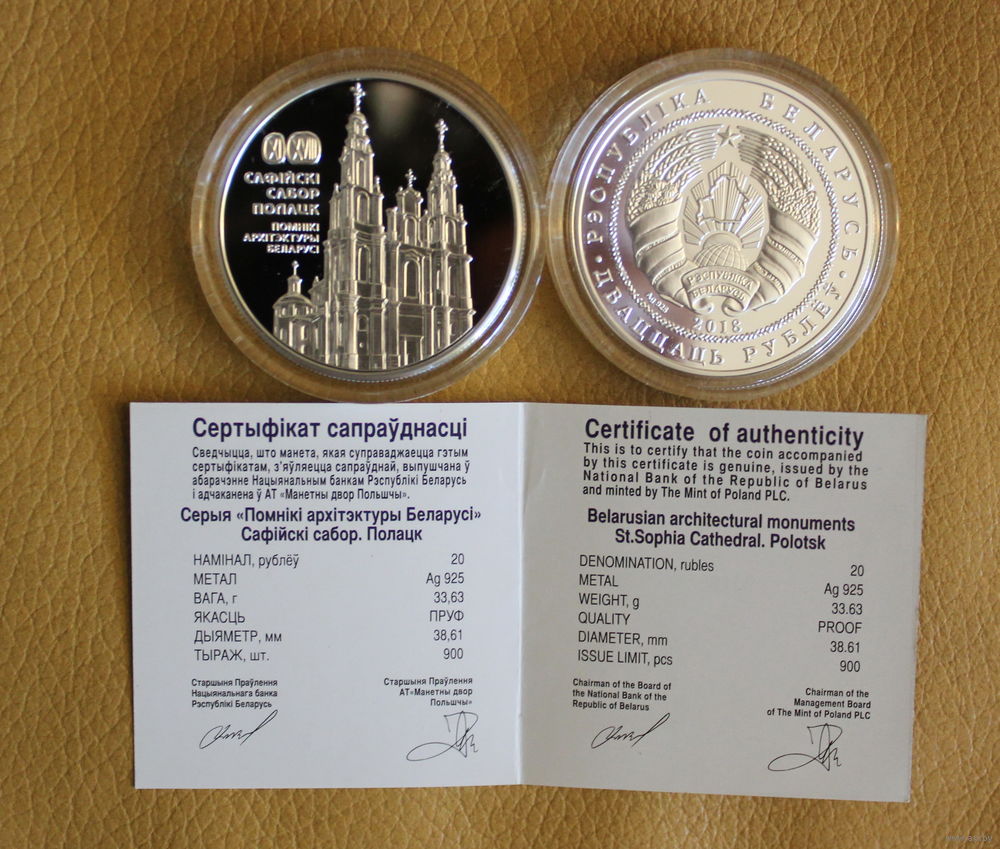 XI XVIII
САФІЙСКІ
САБОР
ПОЛАЦК
ПОМНІКІ
АРХІТЭКТУРЫ
БЕЛАРУСІ
РЭСПУБЛІКА БЕЛАРУСЬ
РЭСПУБЛІКА
БЕЛАРУСЬ
Ag 925
2018
ДВАЦЦАЦЬ РУБЛЁЎ
Сертыфікат сапраўднасці
Сведчыцца, што манета, якая суправаджаецца гэтым
сертыфікатам, з'яўляецца сапраўднай, выпушчана ў
абарачэнне Нацыянальным банкам Рэспублікі Беларусь
і адчаканена ў АТ «Манетны двор Польшчы».
Серыя «Помнікі архітэктуры Беларусі»
Сафійскі сабор. Полацк
НАМІНАЛ, рублёў 20
МЕТАЛ Ag 925
ВАГА, г 33,63
ЯКАСЦЬ ПРУФ
ДЫЯМЕТР, мм 38,61
ТЫРАЖ, шт. 900
Старшыня Праўлення
Нацыянальнага банка
Рэспублікі Беларусь
Старшыня Праўлення
АТ«Манетны двор
Польшчы»
Certificate of authenticity
This is to certify that the coin accompanied
by this certificate is genuine, issued by the
National Bank of the Republic of Belarus
and minted by The Mint of Poland PLC.
Belarusian architectural monuments
St.Sophia Cathedral. Polotsk
DENOMINATION, rubles 20
METAL Ag 925
WEIGHT, g 33.63
QUALITY PROOF
DIAMETER, mm 38.61
ISSUE LIMIT, pcs 900
Chairman of the Board of
the National Bank of the
Republic of Belarus
Chairman of the
Management Board
of The Mint of Poland PLC